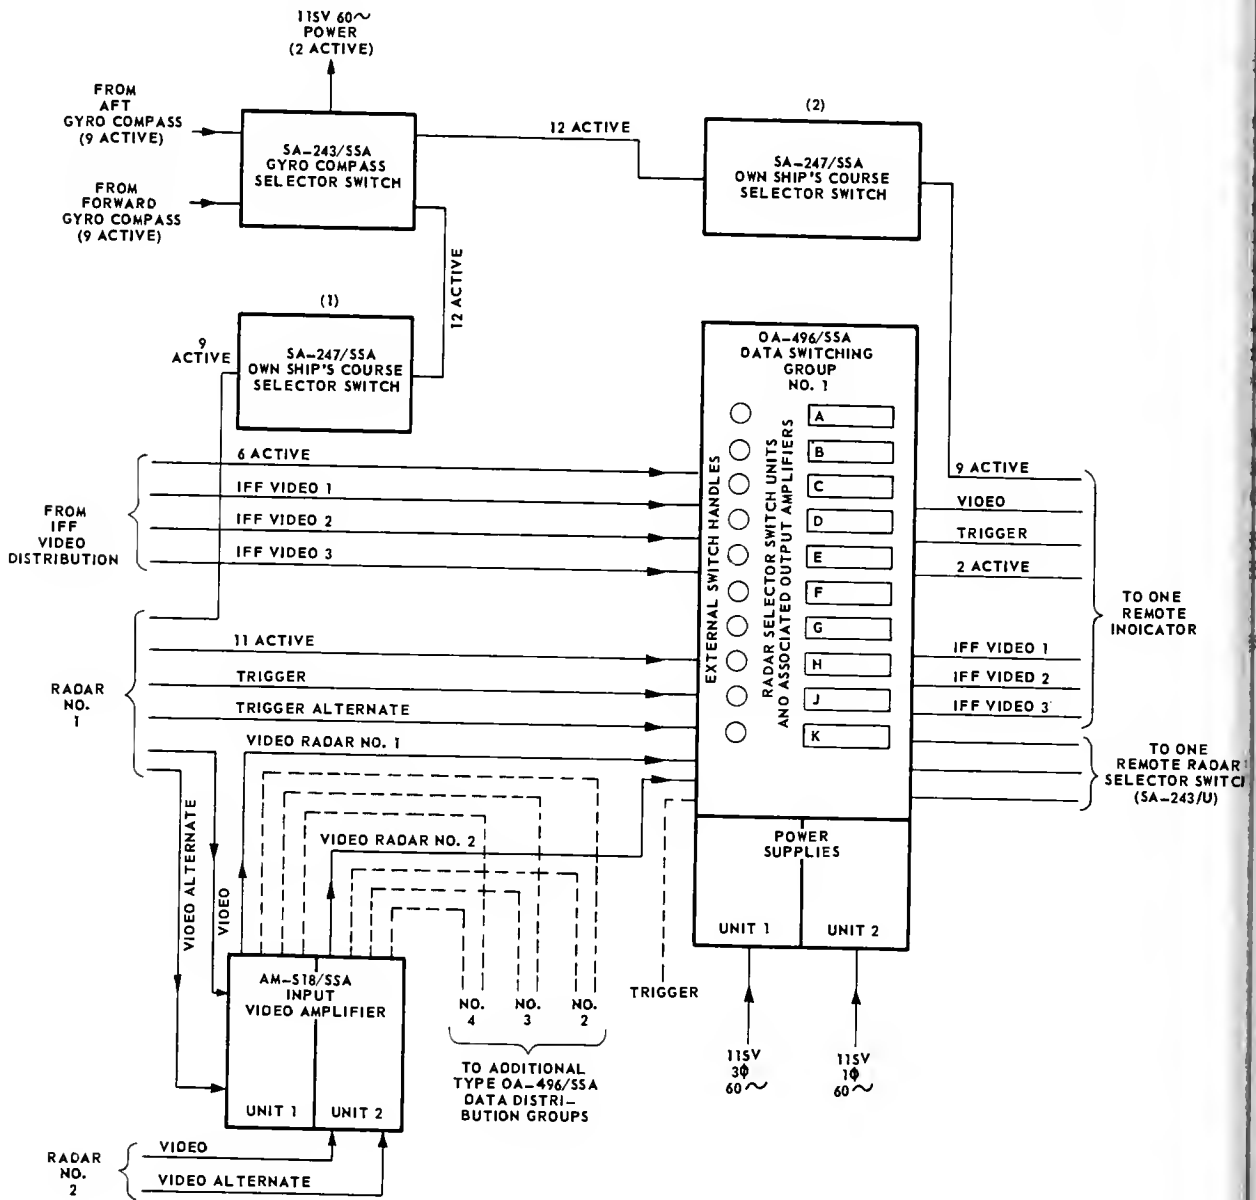 115V 60~
POWER
(2 ACTIVE)
FROM
AFT
GYRO COMPASS
(9 ACTIVE)
FROM
FORWARD
GYRO COMPASS
(9 ACTIVE)
SA-243/SSA
GYRO COMPASS
SELECTOR SWITCH
12 ACTIVE
(2)
SA-247/SSA
OWN SHIP'S COURSE
SELECTOR SWITCH
12 ACTIVE
(1)
9
ACTIVE
SA-247/SSA
OWN SHIP'S COURSE
SELECTOR SWITCH
FROM
IFF
VIDEO
DISTRIBUTION
6 ACTIVE
IFF VIDEO 1
IFF VIDEO 2
IFF VIDEO 3
RADAR
NO.
1
11 ACTIVE
TRIGGER
TRIGGER ALTERNATE
VIDEO RADAR NO. 1
VIDEO RADAR NO. 2
VIDEO ALTERNATE
VIDEO
OA-496/SSA
DATA SWITCHING
GROUP
NO. 1
EXTERNAL SWITCH HANDLES
RADAR SELECTOR SWITCH UNITS
AND ASSOCIATED OUTPUT AMPLIFIERS
A
B
C
D
E
F
G
H
J
K
POWER
SUPPLIES
UNIT 1
UNIT 2
9 ACTIVE
VIDEO
TRIGGER
2 ACTIVE
IFF VIDEO 1
IFF VIDEO 2
IFF VIDEO 3
TO ONE
REMOTE
INDICATOR
TO ONE
REMOTE RADAR
SELECTOR SWITCH
(SA-243/U)
AM-518/SSA
INPUT
VIDEO AMPLIFIER
UNIT 1
UNIT 2
NO.
4
NO.
3
NO.
2
TO ADDITIONAL
TYPE OA-496/SSA
DATA DISTRI-
BUTION GROUPS
TRIGGER
115V
3Φ
60~
115V
1Φ
60~
RADAR
NO.
2
VIDEO
VIDEO ALTERNATE